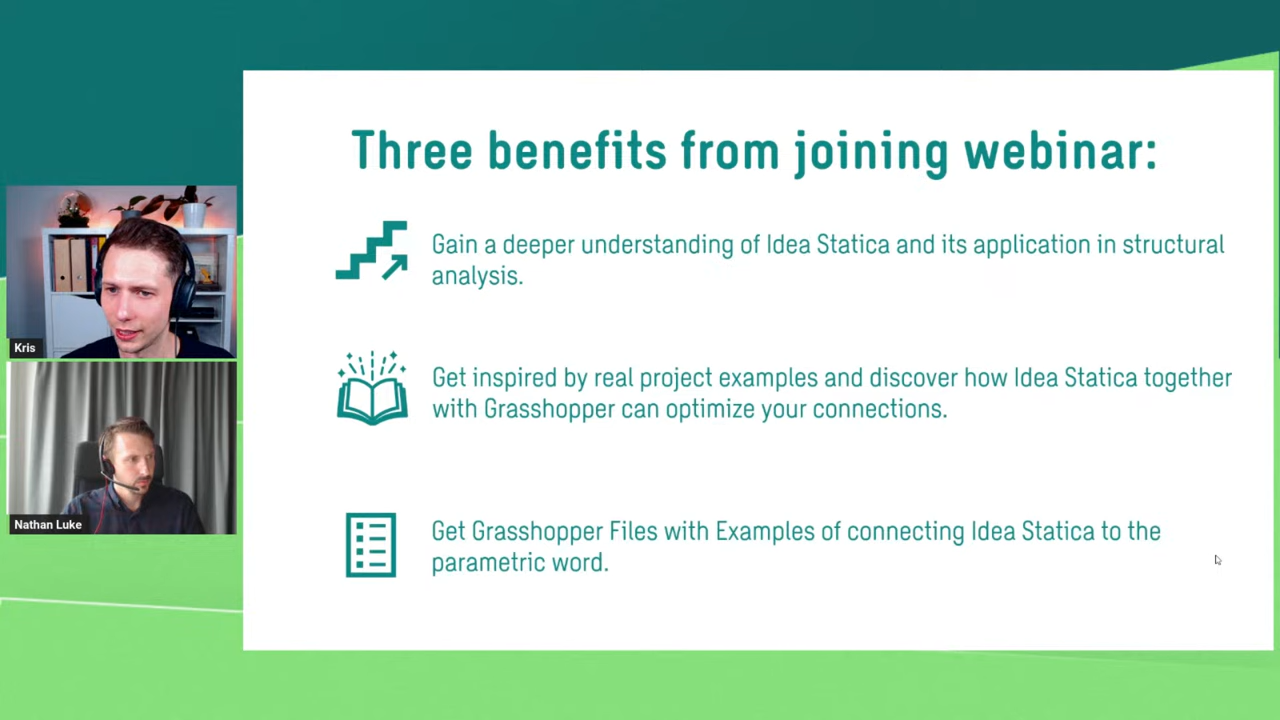 Three benefits from joining webinar:
Gain a deeper understanding of Idea Statica and its application in structural
analysis.
Get inspired by real project examples and discover how Idea Statica together
with Grasshopper can optimize your connections.
Get Grasshopper Files with Examples of connecting Idea Statica to the
parametric word.
Kris
Nathan Luke